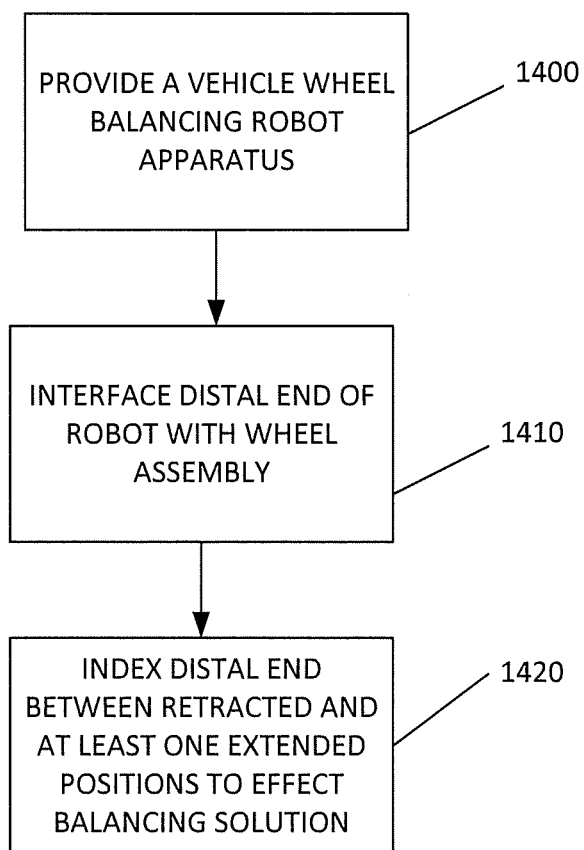 PROVIDE A VEHICLE WHEEL
BALANCING ROBOT
APPARATUS
1400
INTERFACE DISTAL END OF
ROBOT WITH WHEEL
ASSEMBLY
1410
INDEX DISTAL END
BETWEEN RETRACTED AND
AT LEAST ONE EXTENDED
POSITIONS TO EFFECT
BALANCING SOLUTION
1420